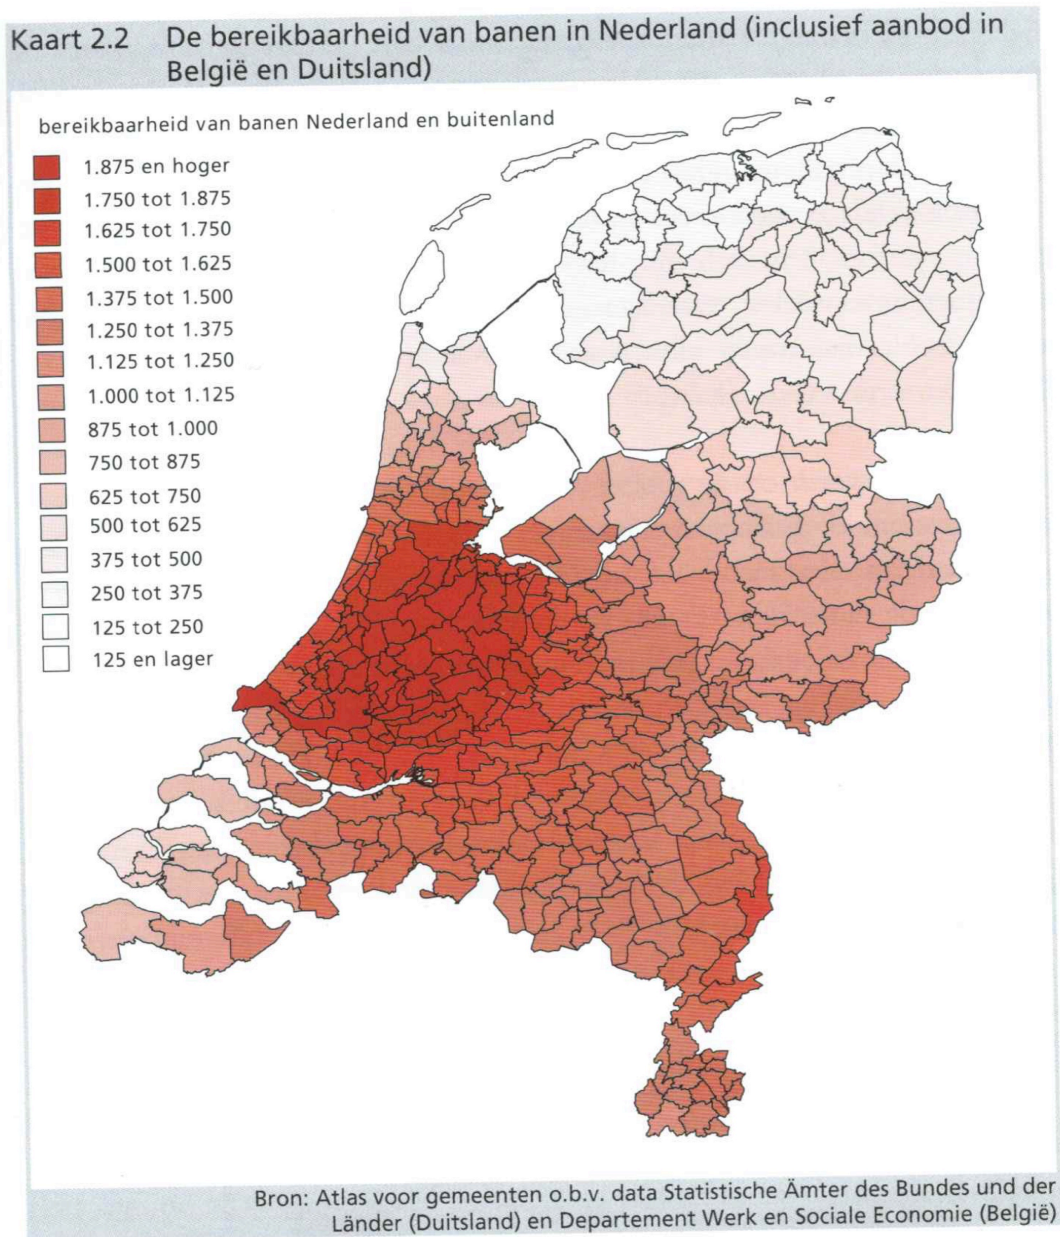 Kaart 2.2 De bereikbaarheid van banen in Nederland (inclusief aanbod in
België en Duitsland)
bereikbaarheid van banen Nederland en buitenland
1.875 en hoger
1.750 tot 1.875
1.625 tot 1.750
1.500 tot 1.625
1.375 tot 1.500
1.250 tot 1.375
1.125 tot 1.250
1.000 tot 1.125
875 tot 1.000
750 tot 875
625 tot 750
500 tot 625
375 tot 500
250 tot 375
125 tot 250
125 en lager
Bron: Atlas voor gemeenten o.b.v. data Statistische Ämter des Bundes und der
Länder (Duitsland) en Departement Werk en Sociale Economie (België)